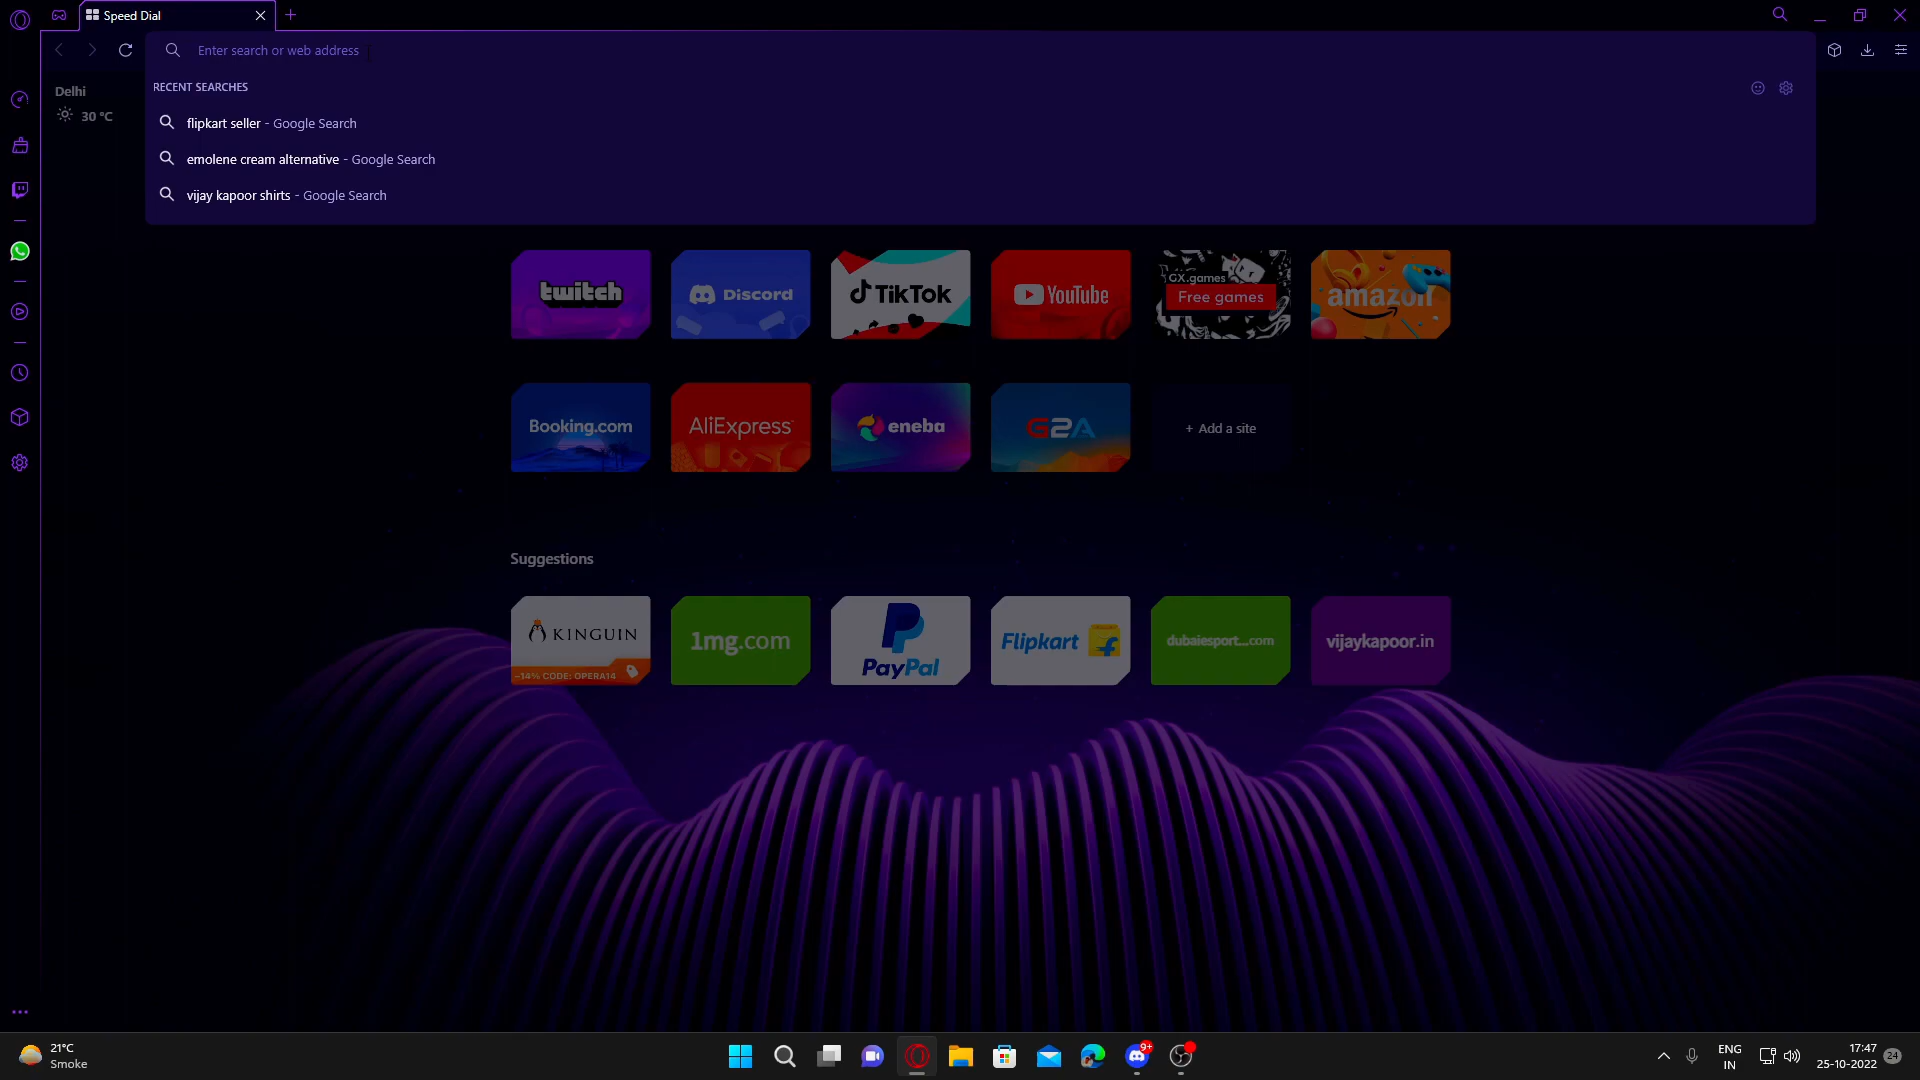 Speed Dial
Enter search or web address
Delhi
30 °C
RECENT SEARCHES
flipkart seller - Google Search
emolene cream alternative - Google Search
vijay kapoor shirts - Google Search
twitch
Discord
TikTok
YouTube
GX.games
Free games
amazon
Booking.com
AliExpress
eneba
G2A
+ Add a site
Suggestions
KINGUIN
-14% CODE: OPERA14
1mg.com
PayPal
Flipkart
dubaiesport...com
vijaykapoor.in
21°C
Smoke
9+
ENG
IN
17:47
25-10-2022
24